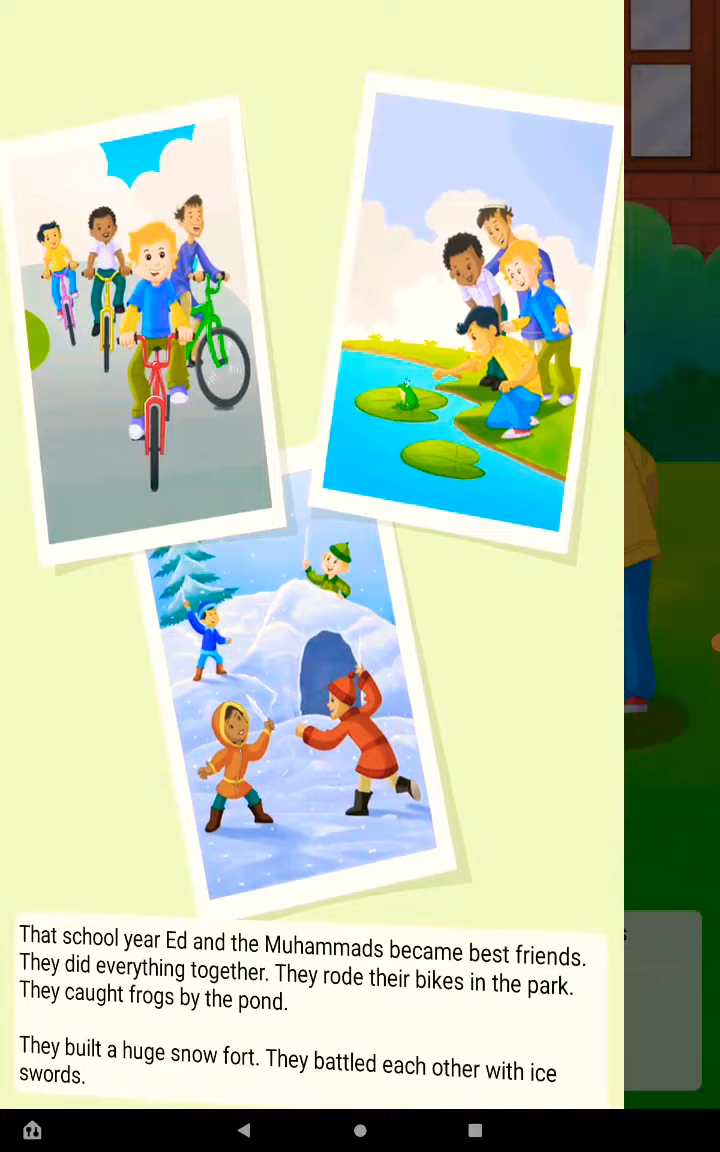 That school year Ed and the Muhammads became best friends.
They did everything together. They rode their bikes in the park.
They caught frogs by the pond.
They built a huge snow fort. They battled each other with ice
swords.